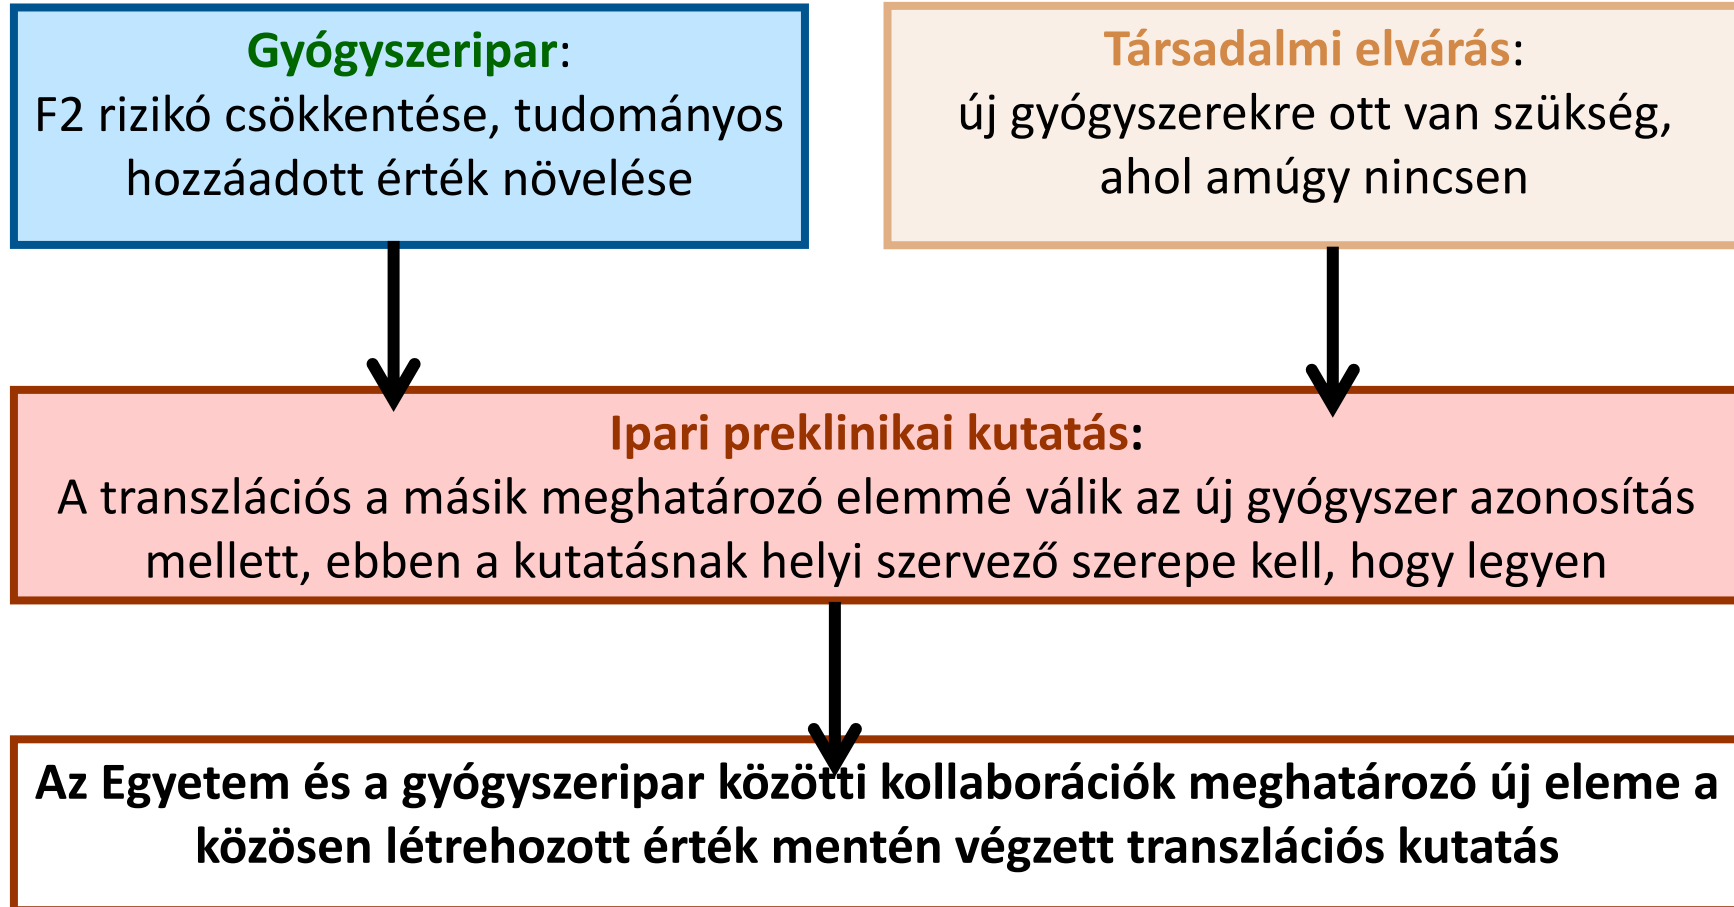 Gyógyszeripar:
F2 rizikó csökkentése, tudományos
hozzáadott érték növelése
Társadalmi elvárás:
új gyógyszerekre ott van szükség,
ahol amúgy nincsen
Ipari preklinikai kutatás:
A transzlációs a másik meghatározó elemmé válik az új gyógyszer azonosítás
mellett, ebben a kutatásnak helyi szervező szerepe kell, hogy legyen
Az Egyetem és a gyógyszeripar közötti kollaborációk meghatározó új eleme a
közösen létrehozott érték mentén végzett transzlációs kutatás